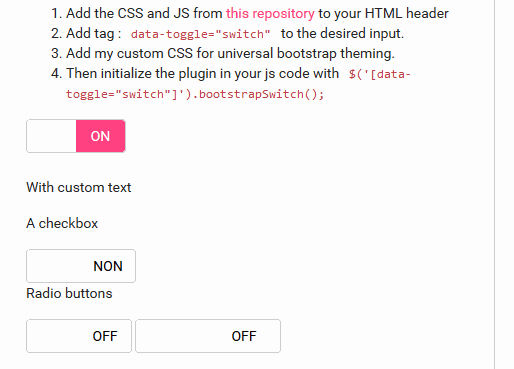 1. Add the CSS and JS from this repository to your HTML header
2. Add tag : data-toggle="switch" to the desired input.
3. Add my custom CSS for universal bootstrap theming.
4. Then initialize the plugin in your js code with $('[data-
toggle="switch"]').bootstrapSwitch();
ON
With custom text
A checkbox
NON
Radio buttons
OFF OFF